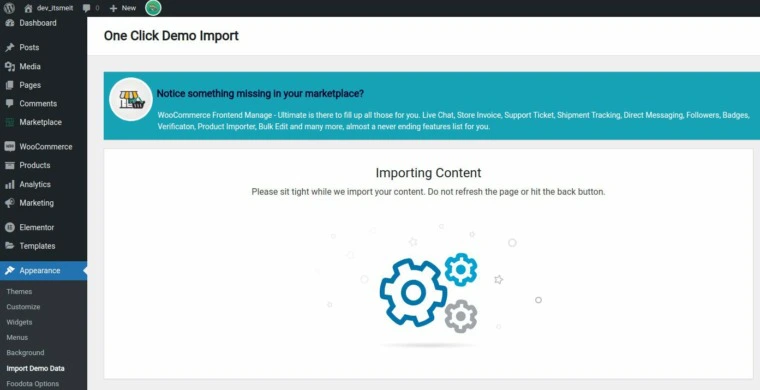 dev_itsmeit 0 New
Dashboard
One Click Demo Import
Posts
Media
Pages
Comments
Marketplace
WooCommerce
Products
Analytics
Marketing
Elementor
Templates
Appearance
Themes
Customize
Widgets
Menus
Background
Import Demo Data
Foodota Options
Notice something missing in your marketplace?
WooCommerce Frontend Manage - Ultimate is there to fill up all those for you. Live Chat, Store Invoice, Support Ticket, Shipment Tracking, Direct Messaging, Followers, Badges,
Verificaton, Product Importer, Bulk Edit and many more, almost a never ending features list for you.
Importing Content
Please sit tight while we import your content. Do not refresh the page or hit the back button.